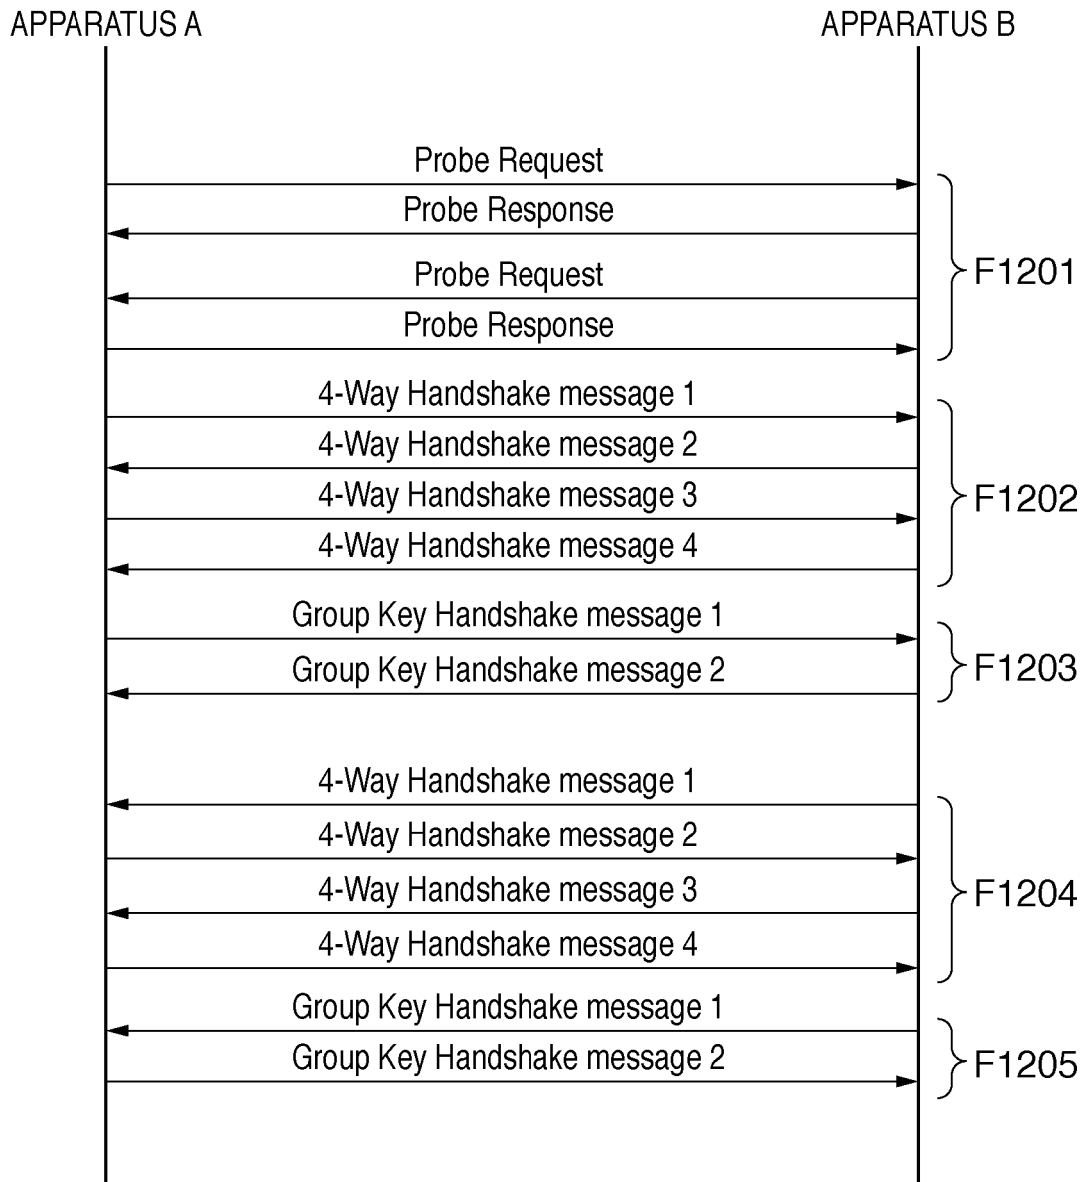 APPARATUS A
APPARATUS B
Probe Request
Probe Response
Probe Request
Probe Response
F1201
4-Way Handshake message 1
4-Way Handshake message 2
4-Way Handshake message 3
4-Way Handshake message 4
F1202
Group Key Handshake message 1
Group Key Handshake message 2
F1203
4-Way Handshake message 1
4-Way Handshake message 2
4-Way Handshake message 3
4-Way Handshake message 4
F1204
Group Key Handshake message 1
Group Key Handshake message 2
F1205